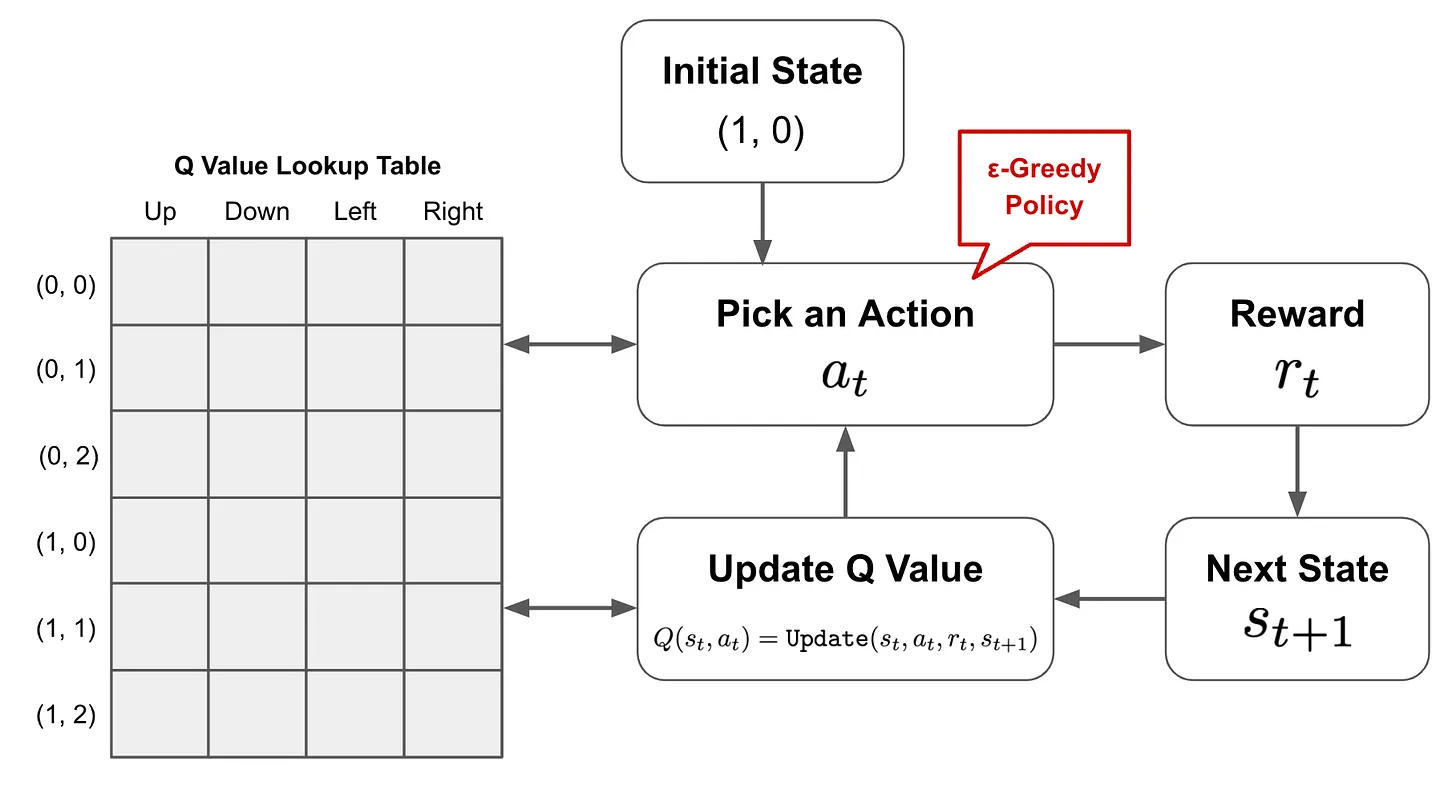 Initial State
(1, 0)
ε-Greedy
Policy
Q Value Lookup Table
Up Down Left Right
(0, 0)
(0, 1)
(0, 2)
(1, 0)
(1, 1)
(1, 2)
Pick an Action
a_t
Reward
r_t
Next State
s_{t+1}
Update Q Value
Q(s_t, a_t) = Update(s_t, a_t, r_t, s_{t+1})